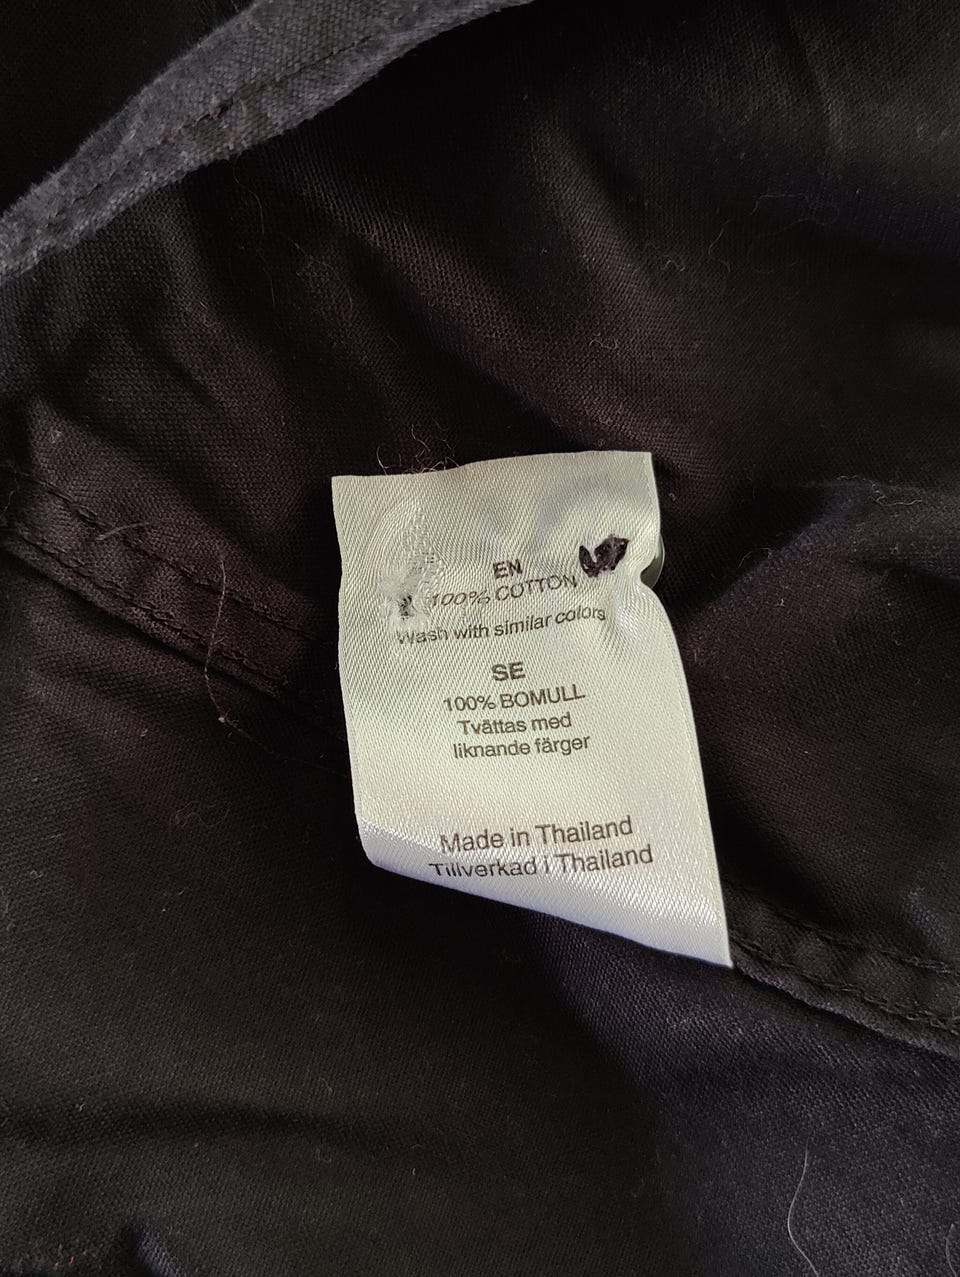 EN
100% COTTON
Wash with similar colors
SE
100% BOMULL
Tvättas med
liknande färger
Made in Thailand
Tillverkad i Thailand